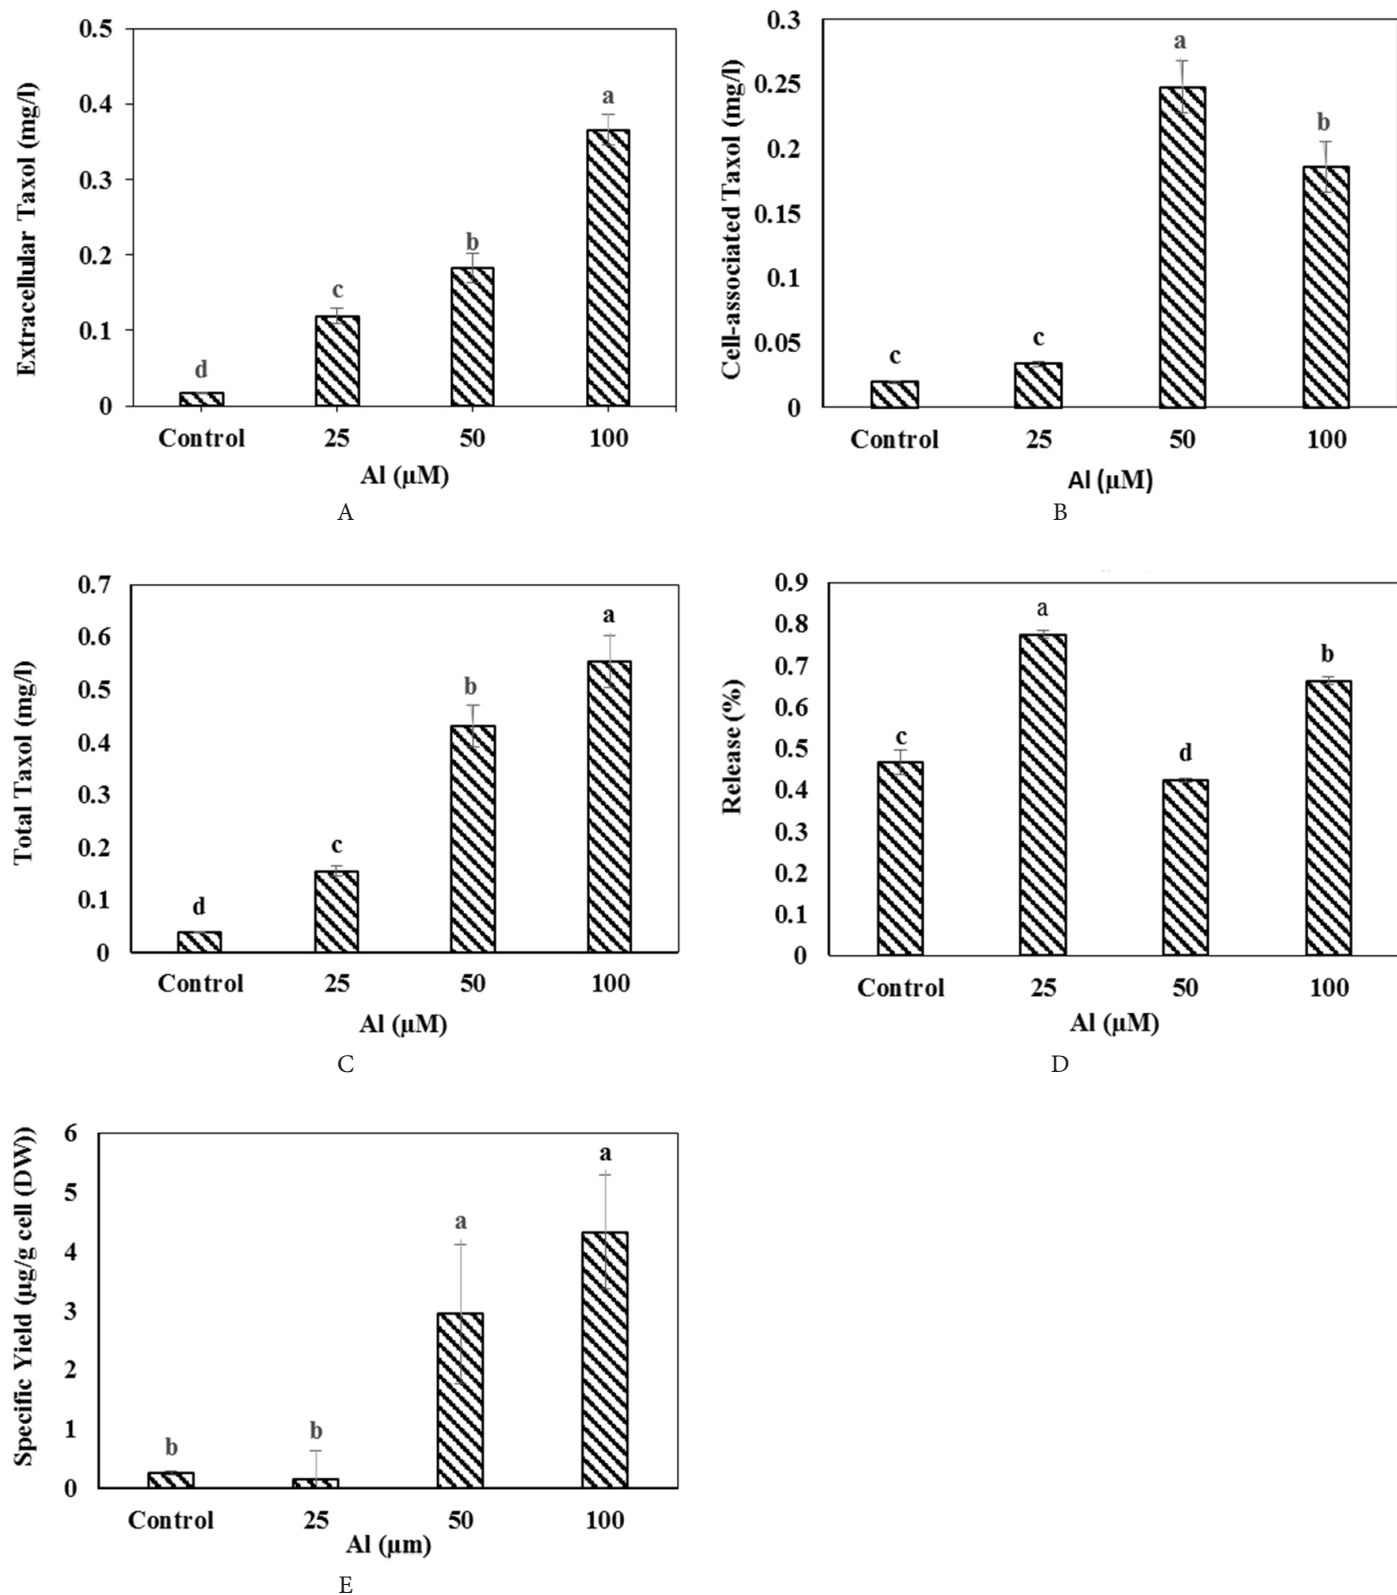 Extracellular Taxol (mg/l)
0.5
0.4
0.3
0.2
0.1
0
d
c
b
a
Control 25 50 100
Al (μM)
A
Cell-associated Taxol (mg/l)
0.3
0.25
0.2
0.15
0.1
0.05
0
c
c
a
b
Control 25 50 100
Al (μM)
B
Total Taxol (mg/l)
0.7
0.6
0.5
0.4
0.3
0.2
0.1
0
d
c
b
a
Control 25 50 100
Al (μM)
C
Release (%)
0.9
0.8
0.7
0.6
0.5
0.4
0.3
0.2
0.1
0
c
a
d
b
Control 25 50 100
Al (μM)
D
Specific Yield (μg/g cell (DW))
6
5
4
3
2
1
0
b
b
a
a
Control 25 50 100
Al (μm)
E